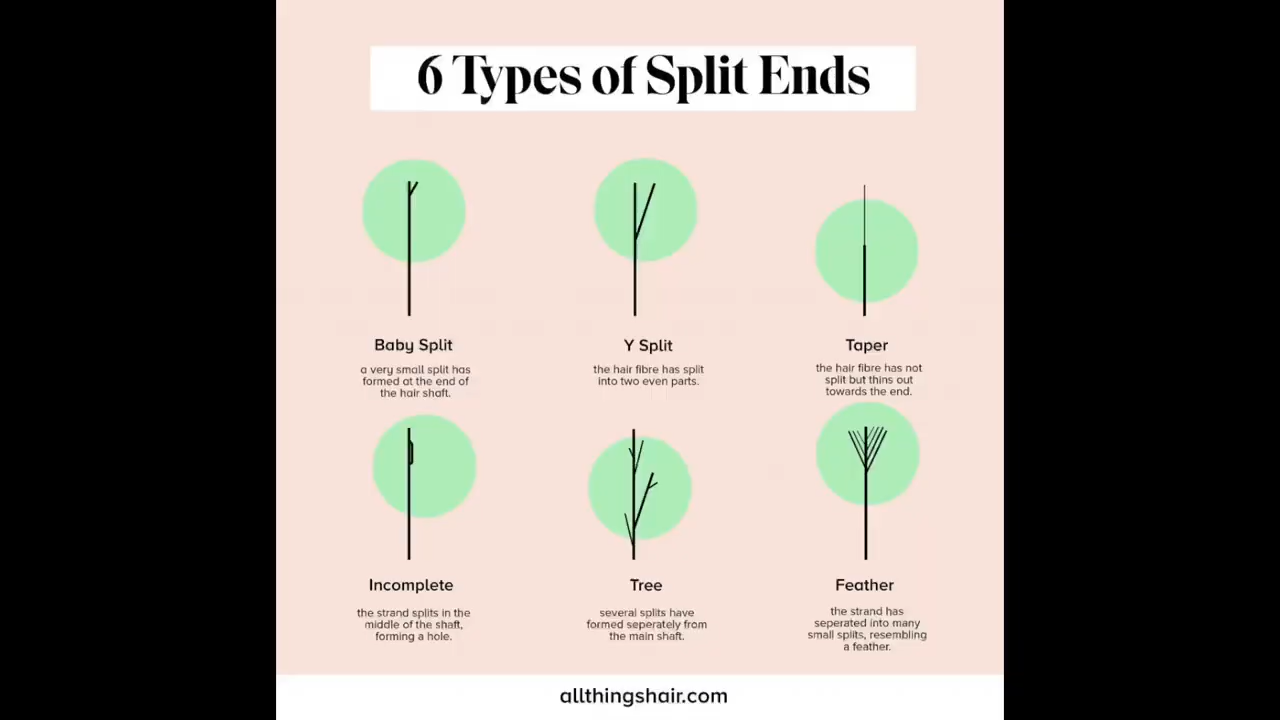 6 Types of Split Ends
Baby Split
a very small split has
formed at the end of
the hair shaft.
Y Split
the hair fibre has split
into two even parts.
Taper
the hair fibre has not
split but thins out
towards the end.
Incomplete
the strand splits in the
middle of the shaft,
forming a hole.
Tree
several splits have
formed seperately from
the main shaft.
Feather
the strand has
seperated into many
small splits, resembling
a feather.
allthingshair.com